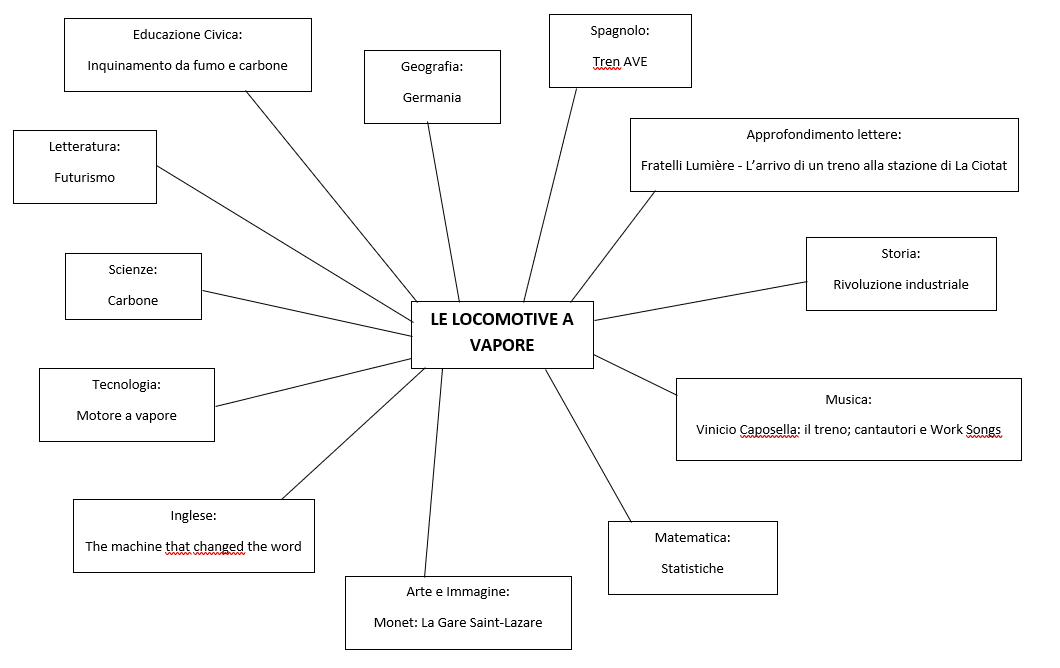 Educazione Civica:
Inquinamento da fumo e carbone
Geografia:
Germania
Spagnolo:
Tren AVE
Letteratura:
Futurismo
Approfondimento lettere:
Fratelli Lumière - L’arrivo di un treno alla stazione di La Ciotat
Scienze:
Carbone
Storia:
Rivoluzione industriale
LE LOCOMOTIVE A
VAPORE
Tecnologia:
Motore a vapore
Musica:
Vinicio Caposella: il treno; cantautori e Work Songs
Inglese:
The machine that changed the word
Matematica:
Statistiche
Arte e Immagine:
Monet: La Gare Saint-Lazare